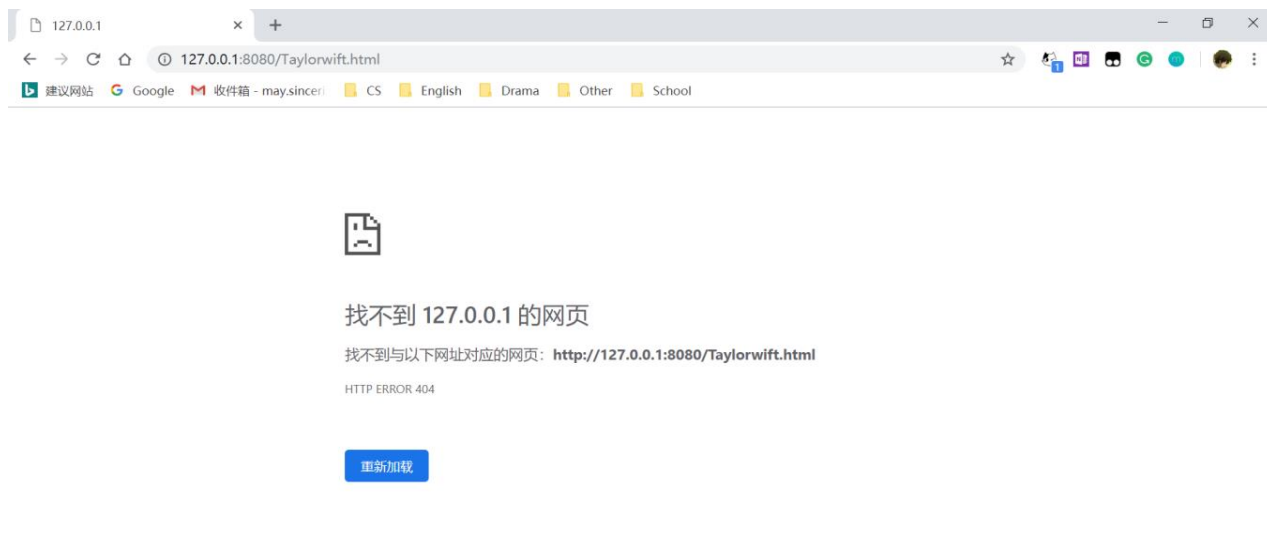 127.0.0.1
127.0.0.1:8080/Taylorwift.html
1
建议网站 Google 收件箱 - may.sinceri CS English Drama Other School
找不到 127.0.0.1 的网页
找不到与以下网址对应的网页：http://127.0.0.1:8080/Taylorwift.html
HTTP ERROR 404
重新加载